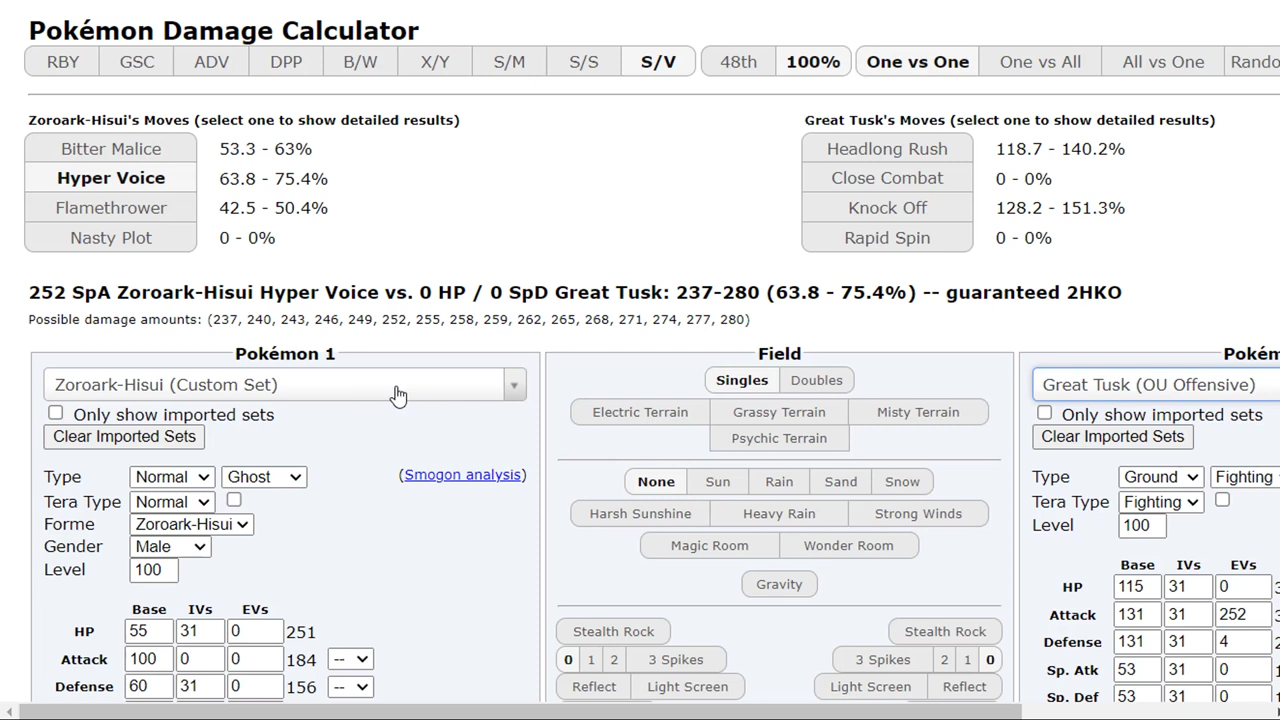 Pokémon Damage Calculator
RBY GSC ADV DPP B/W X/Y S/M S/S S/V 48th 100% One vs One One vs All All vs One Rando
Zoroark-Hisui's Moves (select one to show detailed results)
Bitter Malice 53.3 - 63%
Hyper Voice 63.8 - 75.4%
Flamethrower 42.5 - 50.4%
Nasty Plot 0 - 0%
Great Tusk's Moves (select one to show detailed results)
Headlong Rush 118.7 - 140.2%
Close Combat 0 - 0%
Knock Off 128.2 - 151.3%
Rapid Spin 0 - 0%
252 SpA Zoroark-Hisui Hyper Voice vs. 0 HP / 0 SpD Great Tusk: 237-280 (63.8 - 75.4%) -- guaranteed 2HKO
Possible damage amounts: (237, 240, 243, 246, 249, 252, 255, 258, 259, 262, 265, 268, 271, 274, 277, 280)
Pokémon 1
Zoroark-Hisui (Custom Set)
Only show imported sets
Clear Imported Sets
Type Normal Ghost (Smogon analysis)
Tera Type Normal
Forme Zoroark-Hisui
Gender Male
Level 100
Base IVs EVs
HP 55 31 0 251
Attack 100 0 0 184 --
Defense 60 31 0 156 --
Field
Singles Doubles
Electric Terrain Grassy Terrain Misty Terrain
Psychic Terrain
None Sun Rain Sand Snow
Harsh Sunshine Heavy Rain Strong Winds
Magic Room Wonder Room
Gravity
Stealth Rock Stealth Rock
0 1 2 3 Spikes 3 Spikes 2 1 0
Reflect Light Screen Light Screen Reflect
Pokém
Great Tusk (OU Offensive)
Only show imported sets
Clear Imported Sets
Type Ground Fighting
Tera Type Fighting
Level 100
Base IVs EVs
HP 115 31 0
Attack 131 31 252
Defense 131 31 4
Sp. Atk 53 31 0
Sp. Def 53 31 0